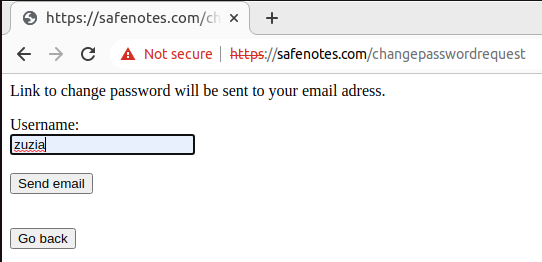 https://safenotes.com/ch
Not secure https://safenotes.com/changepasswordrequest
Link to change password will be sent to your email adress.
Username:
zuzia
Send email
Go back